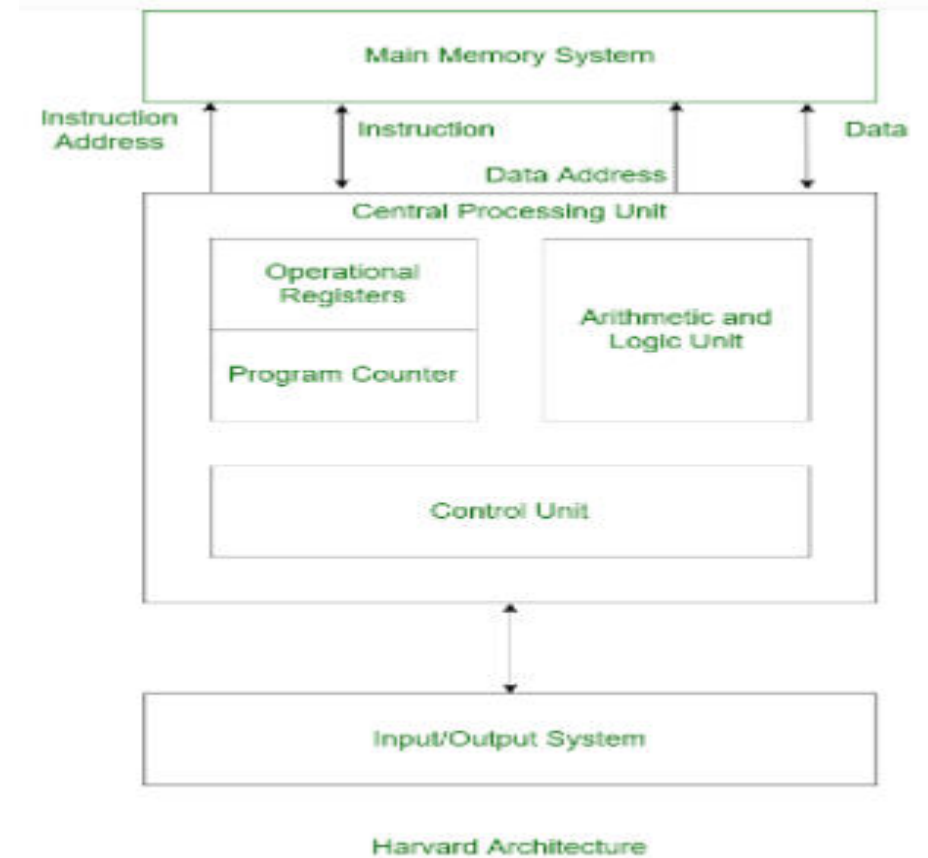 Main Memory System
Instruction
Address
Instruction
Data
Data Address
Central Processing Unit
Operational
Registers
Arithmetic and
Logic Unit
Program Counter
Control Unit
Input/Output System
Harvard Architecture